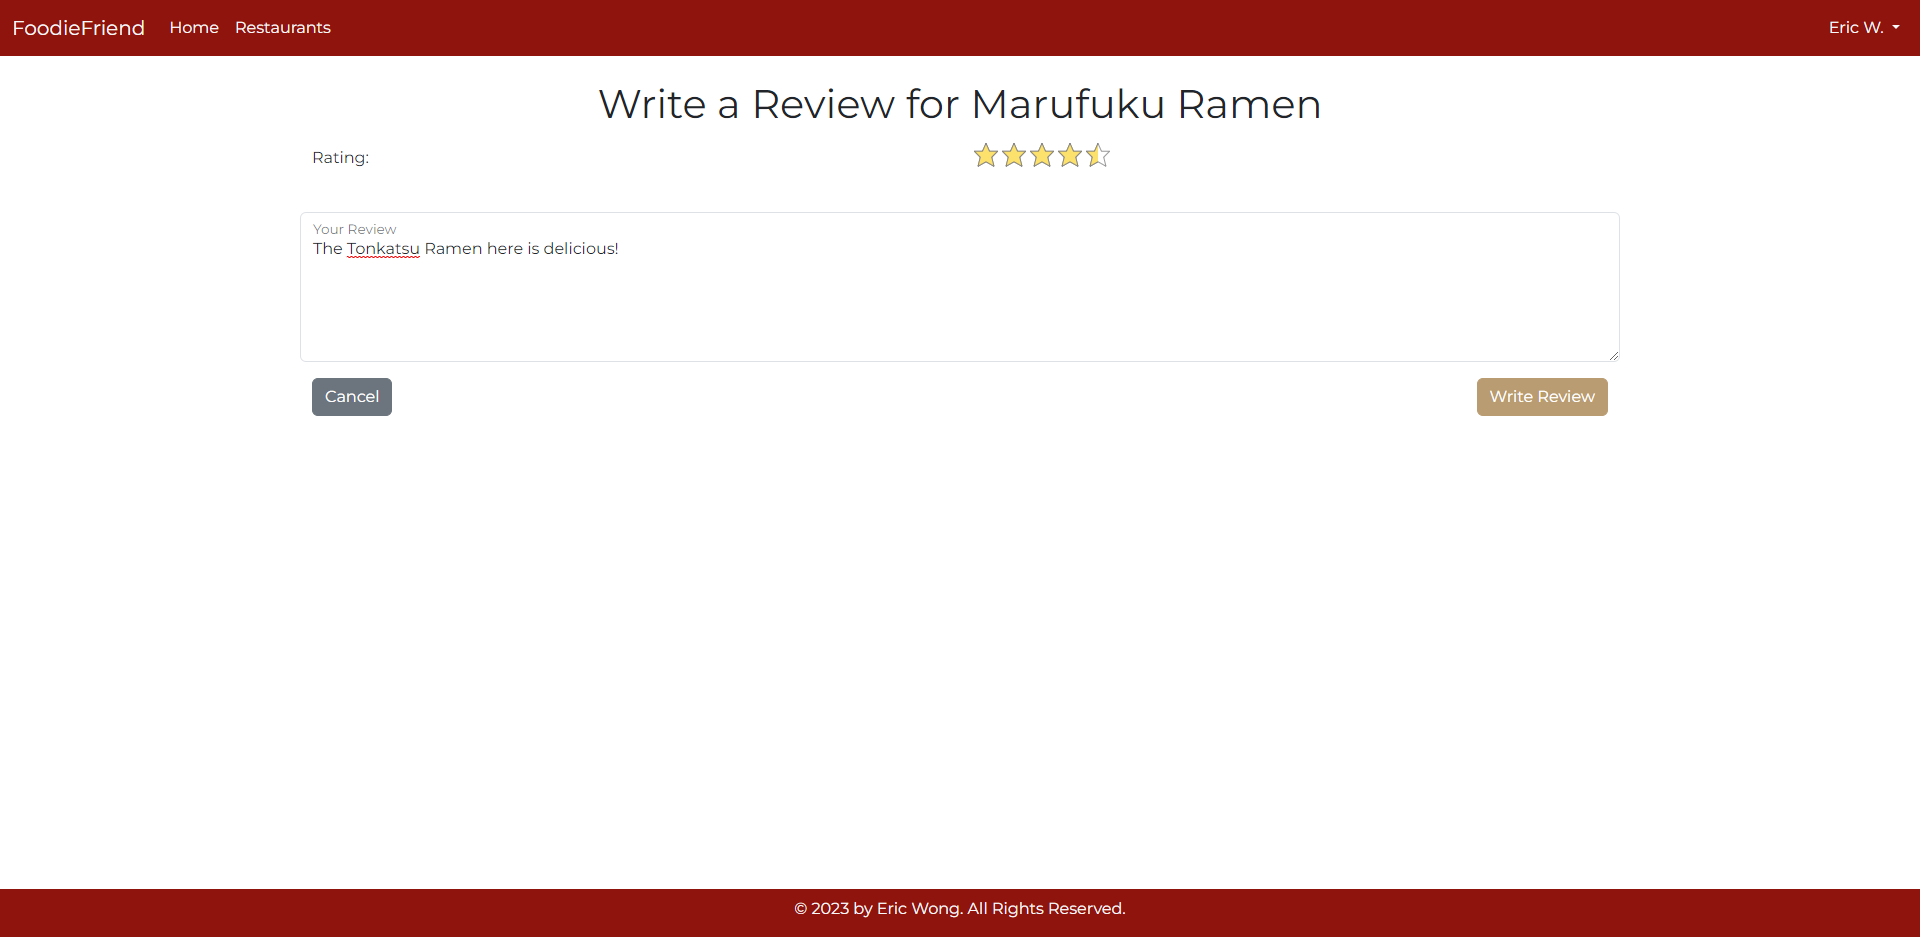 FoodieFriend Home Restaurants Eric W.
Write a Review for Marufuku Ramen
Rating:
Your Review
The Tonkatsu Ramen here is delicious!
Cancel Write Review
© 2023 by Eric Wong. All Rights Reserved.